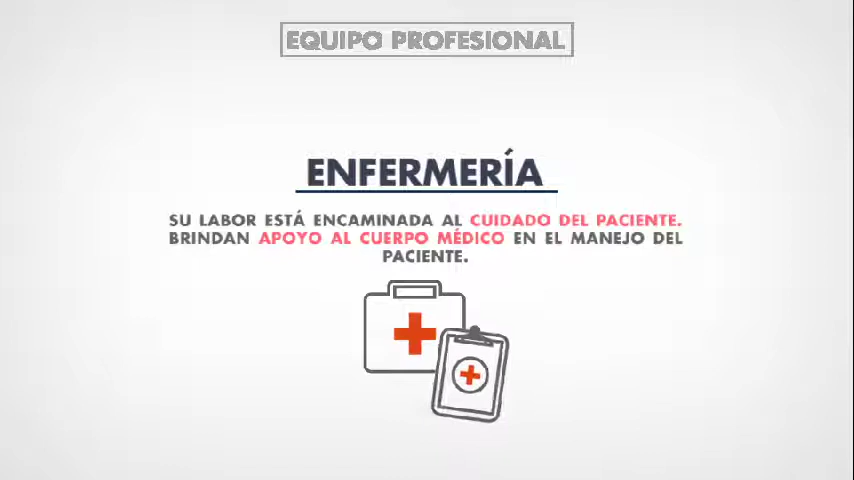 EQUIPO PROFESIONAL
ENFERMERÍA
SU LABOR ESTÁ ENCAMINADA AL CUIDADO DEL PACIENTE.
BRINDAN APOYO AL CUERPO MÉDICO EN EL MANEJO DEL
PACIENTE.